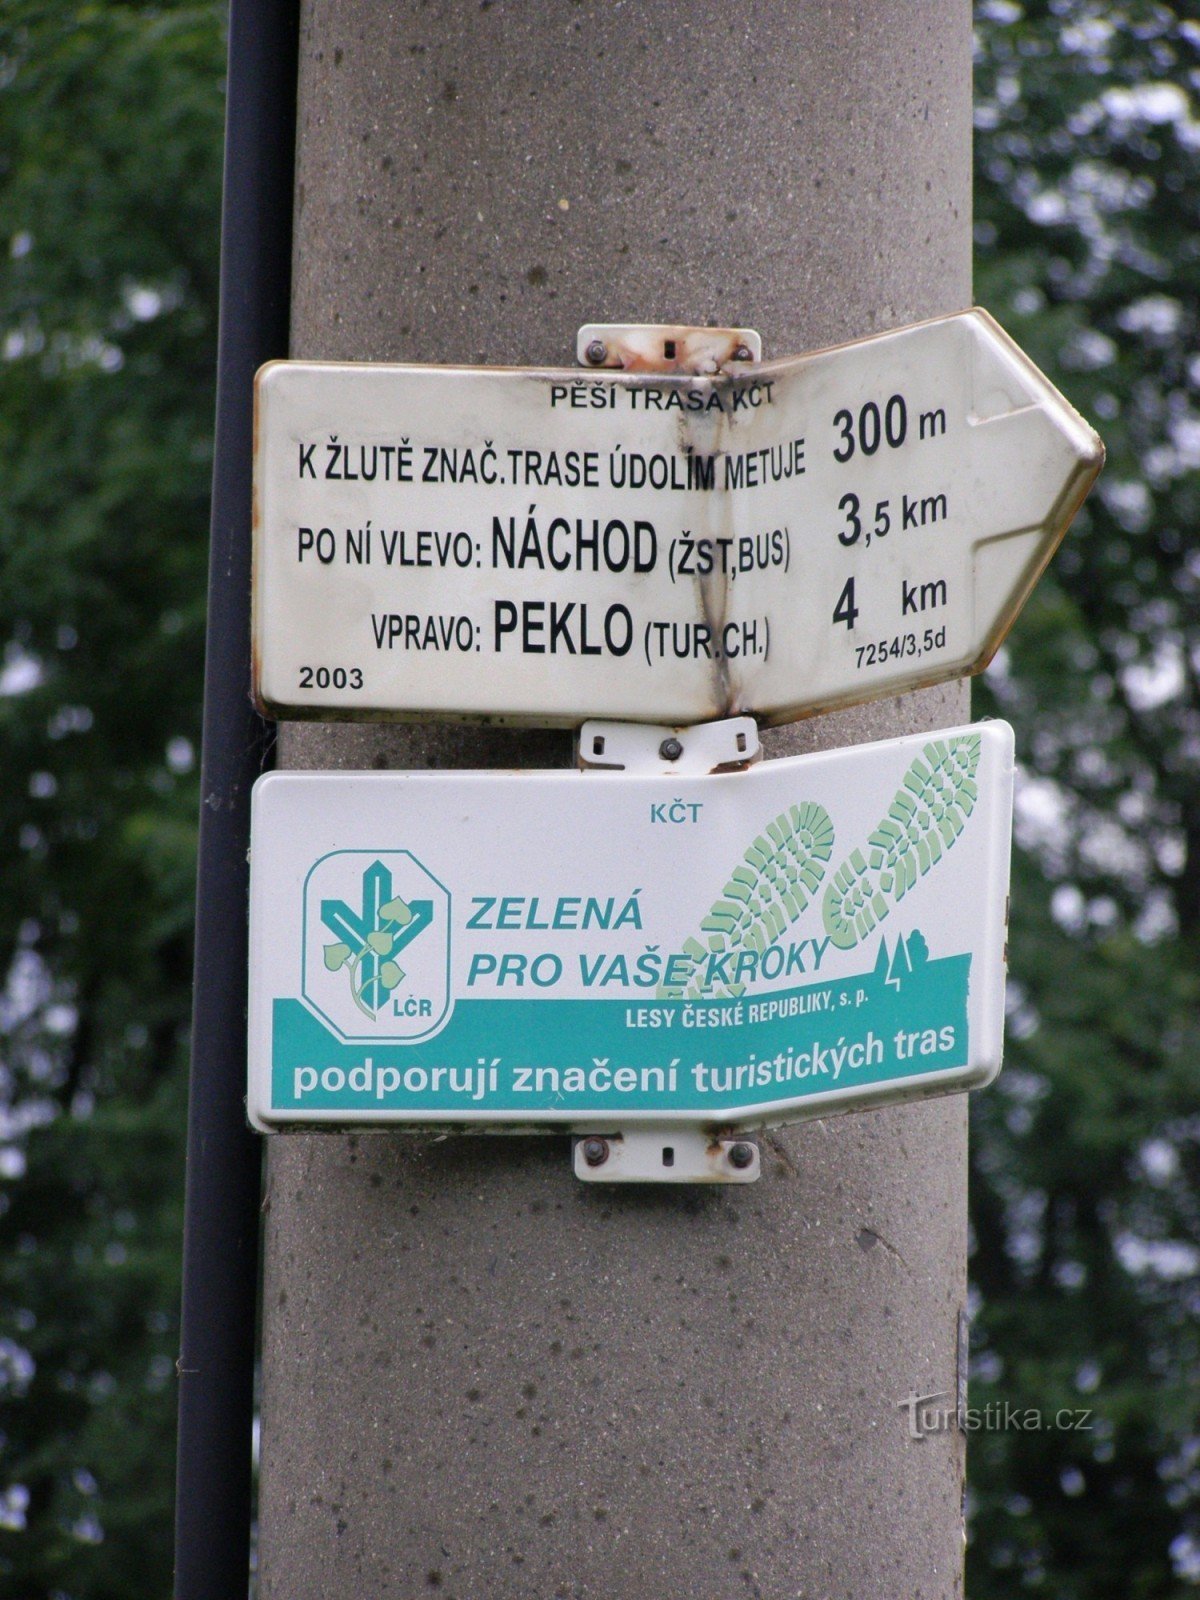 PĚŠÍ TRASA KČT
K ŽLUTĚ ZNAČ.TRASE ÚDOLÍM METUJE 300 m
PO NÍ VLEVO: NÁCHOD (ŽST,BUS) 3,5 km
VPRAVO: PEKLO (TUR.CH.) 4 km
2003 7254/3,5d
KČT
ZELENÁ
PRO VAŠE KROKY
LČR
LESY ČESKÉ REPUBLIKY, s. p.
podporují značení turistických tras
Turistika.cz